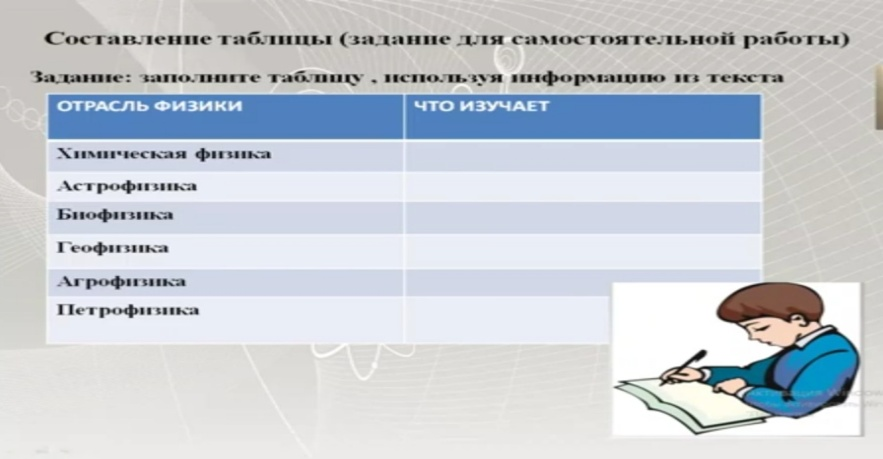 Составление таблицы (задание для самостоятельной работы)
Задание: заполните таблицу , используя информацию из текста
ОТРАСЛЬ ФИЗИКИ ЧТО ИЗУЧАЕТ
Химическая физика
Астрофизика
Биофизика
Геофизика
Агрофизика
Петрофизика